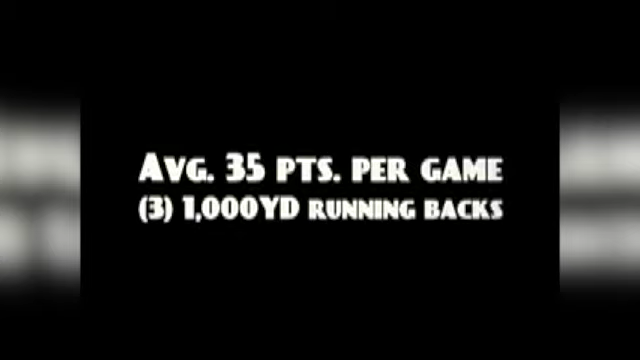 AVG. 35 PTS. PER GAME
(3) 1,000YD RUNNING BACKS